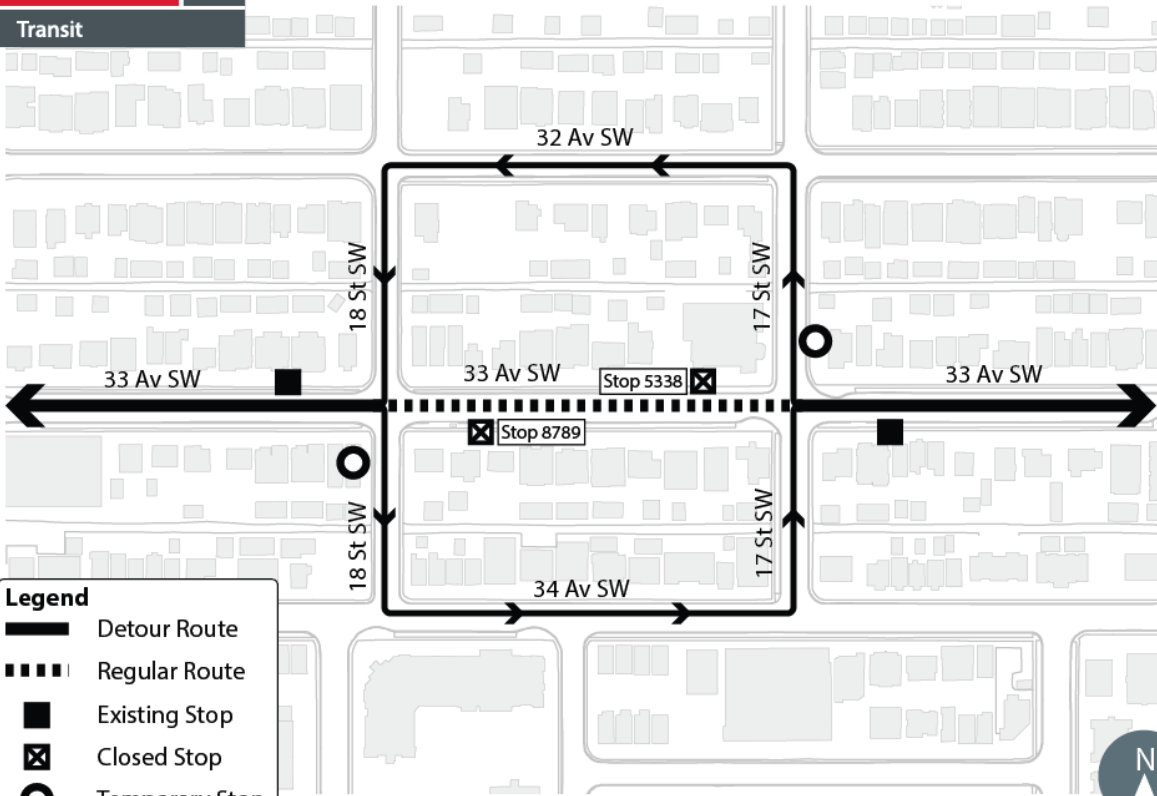 Transit
32 Av SW
18 St SW
17 St SW
33 Av SW
33 Av SW
Stop 5338
33 Av SW
Stop 8789
18 St SW
17 St SW
34 Av SW
Legend
Detour Route
Regular Route
Existing Stop
Closed Stop
Temporary Stop
N